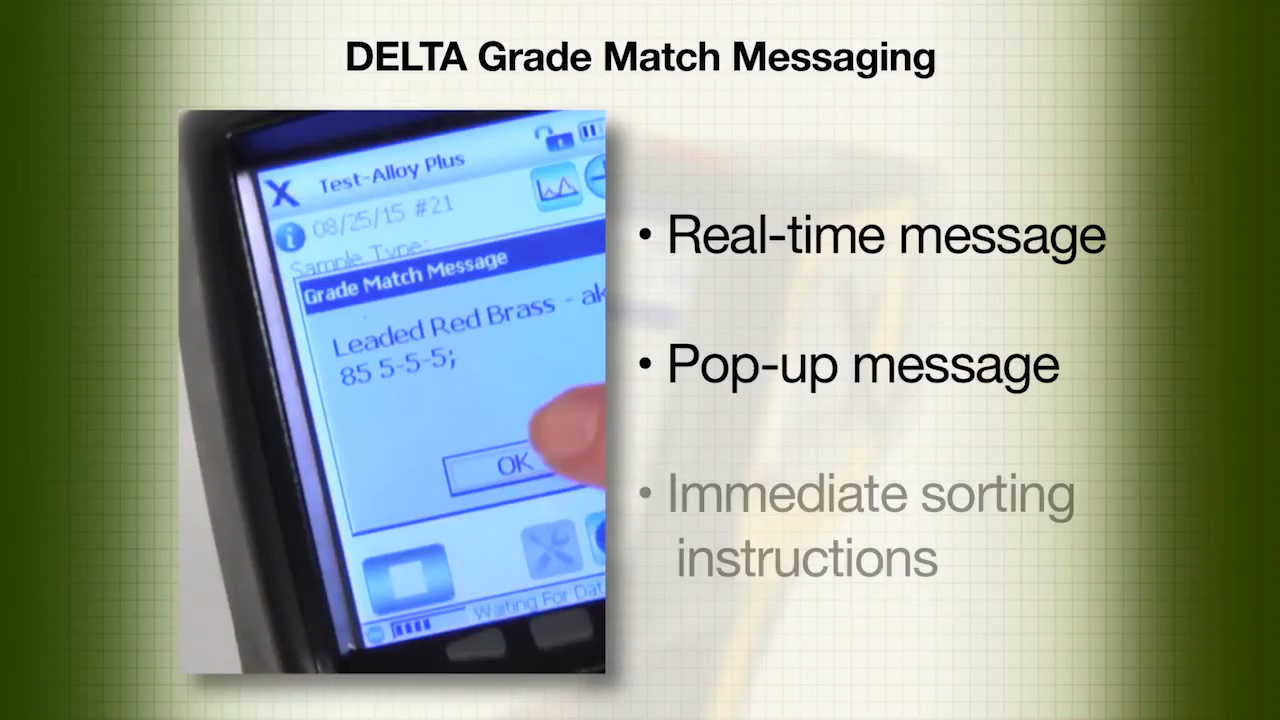 DELTA Grade Match Messaging
Test-Alloy Plus
08/25/15 #21
Sample Type:
Grade Match Message
Leaded Red Brass - ak
85 5-5-5;
OK
Waiting For Dat
• Real-time message
• Pop-up message
• Immediate sorting
instructions